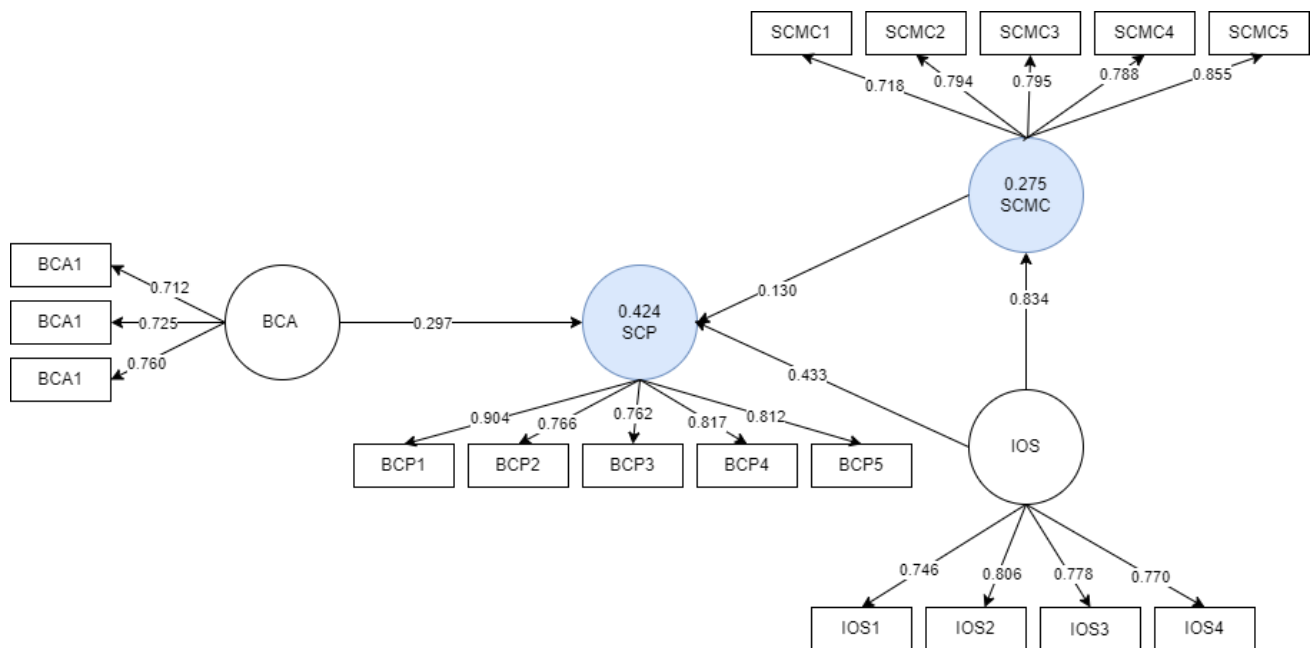 SCMC1
SCMC2
SCMC3
SCMC4
SCMC5
0.718
0.794
0.795
0.788
0.855
0.275
SCMC
BCA1
BCA1
BCA1
0.712
0.725
0.760
BCA
0.297
0.424
SCP
0.130
0.834
0.433
0.904
0.766
0.762
0.817
0.812
BCP1
BCP2
BCP3
BCP4
BCP5
IOS
0.746
0.806
0.778
0.770
IOS1
IOS2
IOS3
IOS4